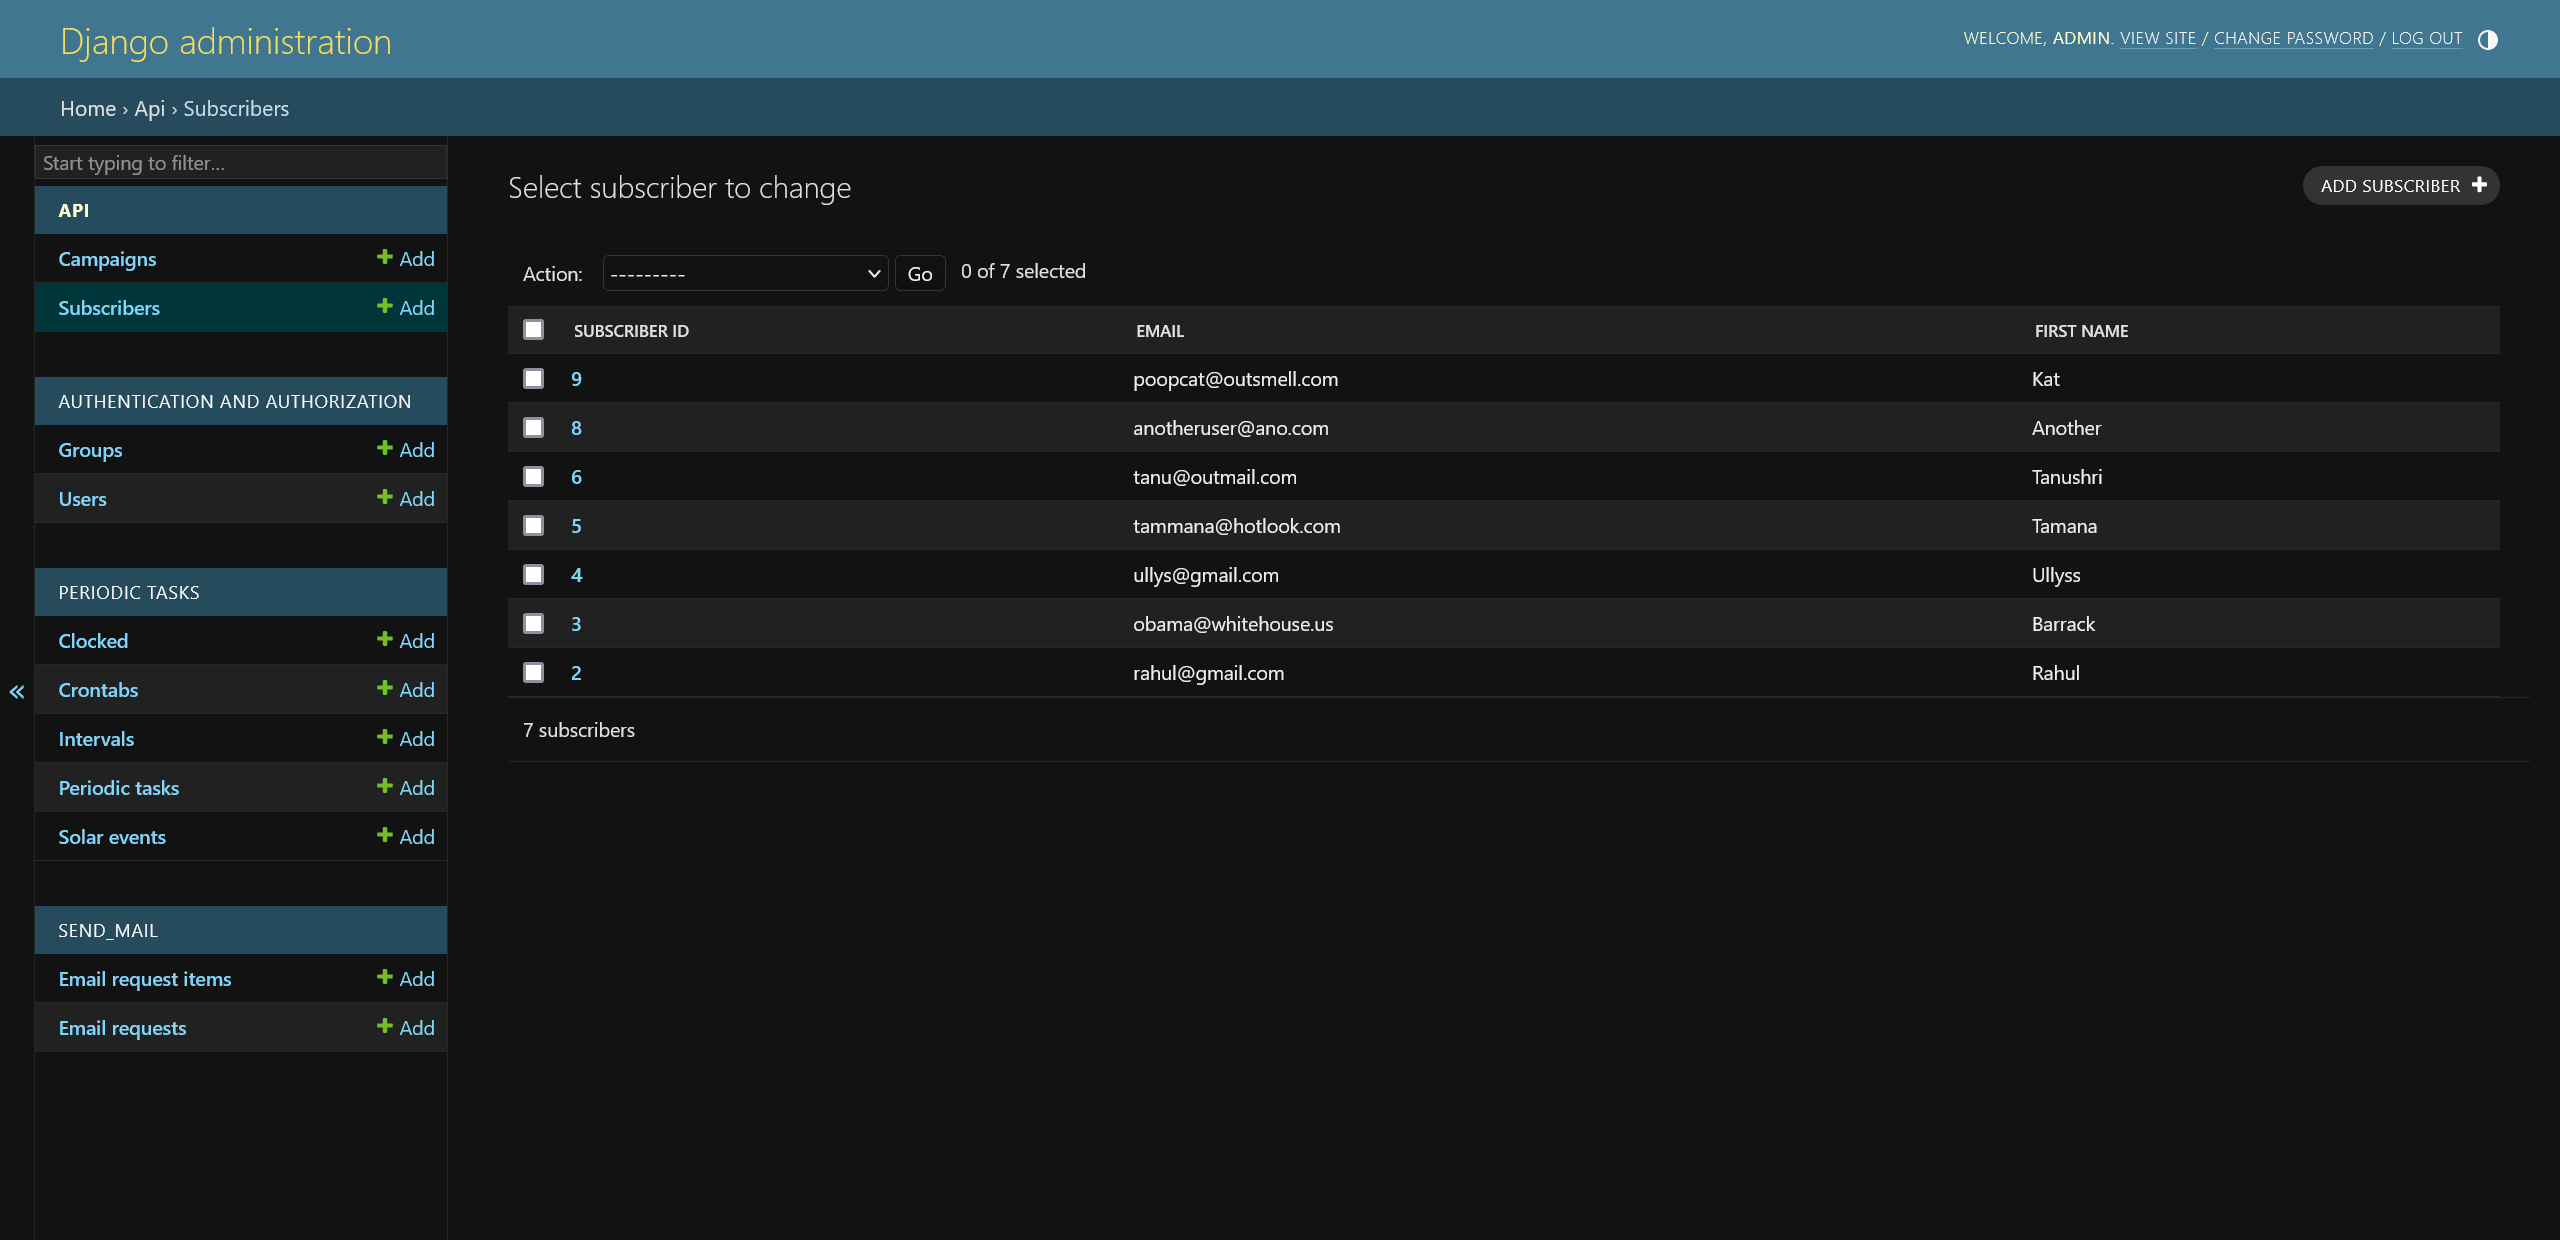 Django administration
WELCOME, ADMIN. VIEW SITE / CHANGE PASSWORD / LOG OUT
Home › Api › Subscribers
Start typing to filter...
API
Campaigns + Add
Subscribers + Add
AUTHENTICATION AND AUTHORIZATION
Groups + Add
Users + Add
PERIODIC TASKS
Clocked + Add
Crontabs + Add
Intervals + Add
Periodic tasks + Add
Solar events + Add
SEND_MAIL
Email request items + Add
Email requests + Add
«
Select subscriber to change
ADD SUBSCRIBER +
Action: --------- Go 0 of 7 selected
SUBSCRIBER ID EMAIL FIRST NAME
9 poopcat@outsmell.com Kat
8 anotheruser@ano.com Another
6 tanu@outmail.com Tanushri
5 tammana@hotlook.com Tamana
4 ullys@gmail.com Ullyss
3 obama@whitehouse.us Barrack
2 rahul@gmail.com Rahul
7 subscribers